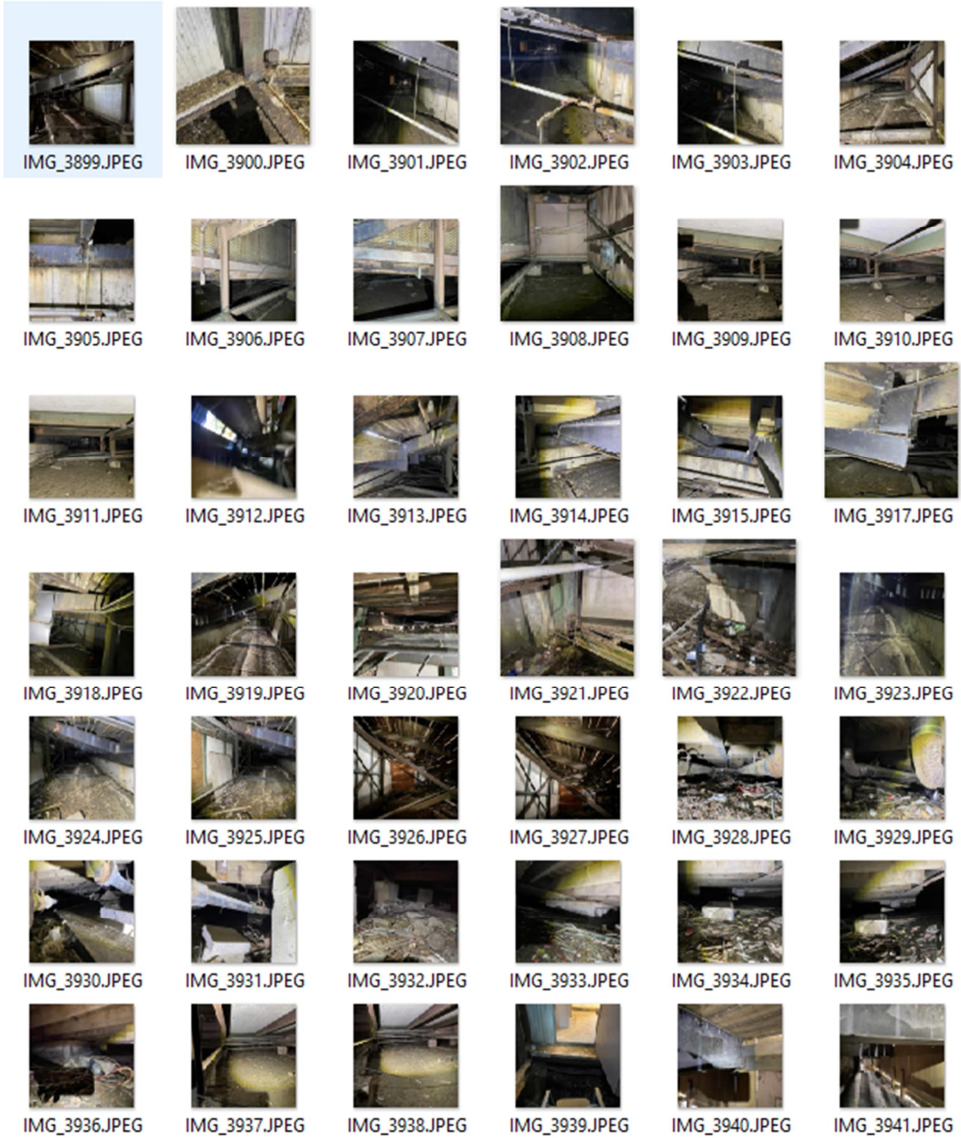 IMG_3899.JPEG IMG_3900.JPEG IMG_3901.JPEG IMG_3902.JPEG IMG_3903.JPEG IMG_3904.JPEG
IMG_3905.JPEG IMG_3906.JPEG IMG_3907.JPEG IMG_3908.JPEG IMG_3909.JPEG IMG_3910.JPEG
IMG_3911.JPEG IMG_3912.JPEG IMG_3913.JPEG IMG_3914.JPEG IMG_3915.JPEG IMG_3917.JPEG
IMG_3918.JPEG IMG_3919.JPEG IMG_3920.JPEG IMG_3921.JPEG IMG_3922.JPEG IMG_3923.JPEG
IMG_3924.JPEG IMG_3925.JPEG IMG_3926.JPEG IMG_3927.JPEG IMG_3928.JPEG IMG_3929.JPEG
IMG_3930.JPEG IMG_3931.JPEG IMG_3932.JPEG IMG_3933.JPEG IMG_3934.JPEG IMG_3935.JPEG
IMG_3936.JPEG IMG_3937.JPEG IMG_3938.JPEG IMG_3939.JPEG IMG_3940.JPEG IMG_3941.JPEG